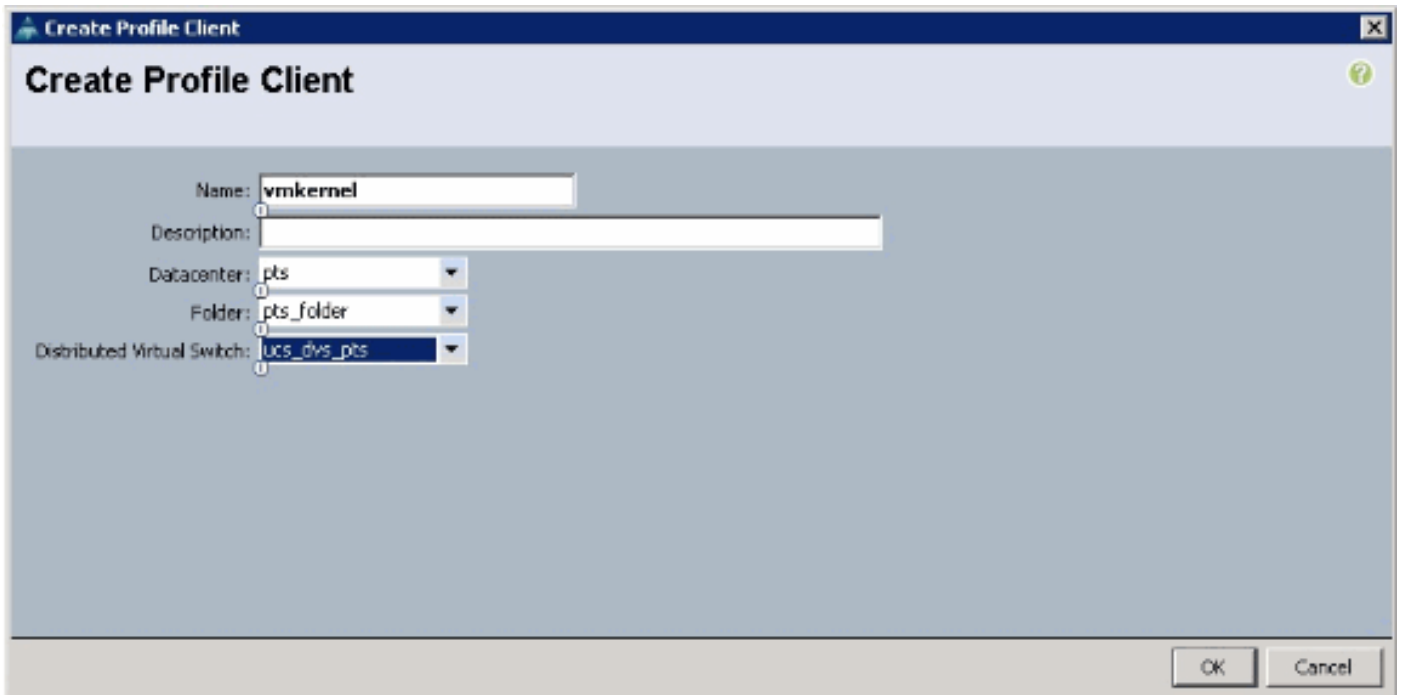 Create Profile Client
Create Profile Client
?
Name: vmkernel
Description:
Datacenter: pts
Folder: pts_folder
Distributed Virtual Switch: ucs_dvs_pts
OK Cancel